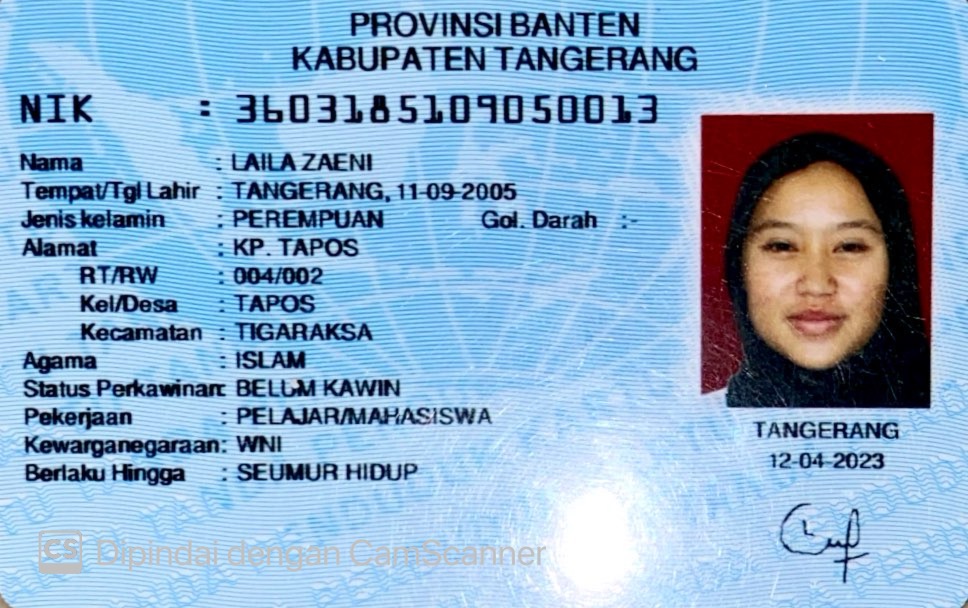 PROVINSI BANTEN
KABUPATEN TANGERANG
NIK : 3603185109050013
Nama : LAILA ZAENI
Tempat/Tgl Lahir : TANGERANG, 11-09-2005
Jenis kelamin : PEREMPUAN Gol. Darah :-
Alamat : KP. TAPOS
RT/RW : 004/002
Kel/Desa : TAPOS
Kecamatan : TIGARAKSA
Agama : ISLAM
Status Perkawinan: BELUM KAWIN
Pekerjaan : PELAJAR/MAHASISWA
Kewarganegaraan: WNI
Berlaku Hingga : SEUMUR HIDUP
TANGERANG
12-04-2023
CS Dipindai dengan CamScanner